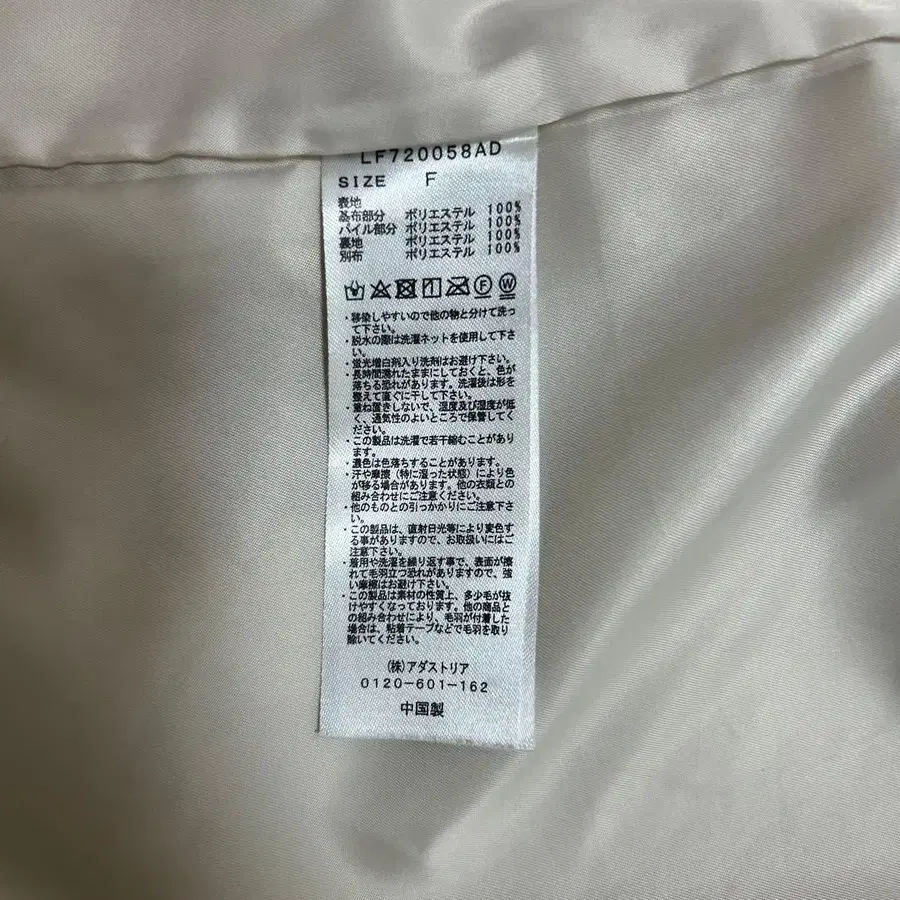 LF720058AD
SIZE F
表地
基布部分 ポリエステル 100%
パイル部分 ポリエステル 100%
裏地 ポリエステル 100%
別布 ポリエステル 100%
・移染しやすいので他の物と分けて洗っ
て下さい。
・脱水の際は洗濯ネットを使用して下さ
い。
・蛍光増白剤入り洗剤はお避け下さい。
・長時間濡れたままにしておくと、色が
落ちる恐れがあります。洗濯後は形を
整えて直ぐに干して下さい。
・重ね置きしないで、温度及び湿度が低
く、通気性のよいところで保管してく
ださい。
・この製品は洗濯で若干縮むことがあり
ます。
・濃色は色落ちすることがあります。
・汗や摩擦（特に湿った状態）により色
が移る場合があります。他の衣類との
組み合わせにご注意ください。
・他のものとの引っかかりにご注意下さ
い。
・この製品は、直射日光等により変色す
る事がありますので、お取扱いにはご
注意下さい。
・着用や洗濯を繰り返す事で、表面が擦
れて毛羽立つ恐れがありますので、強
い摩擦はお避け下さい。
・この製品は素材の性質上、多少毛が抜
けやすくなっております。他の商品と
の組み合わせにより、毛羽が付着した
場合は、粘着テープなどで毛羽を取り
除いてください。
(株)アダストリア
0120-601-162
中国製